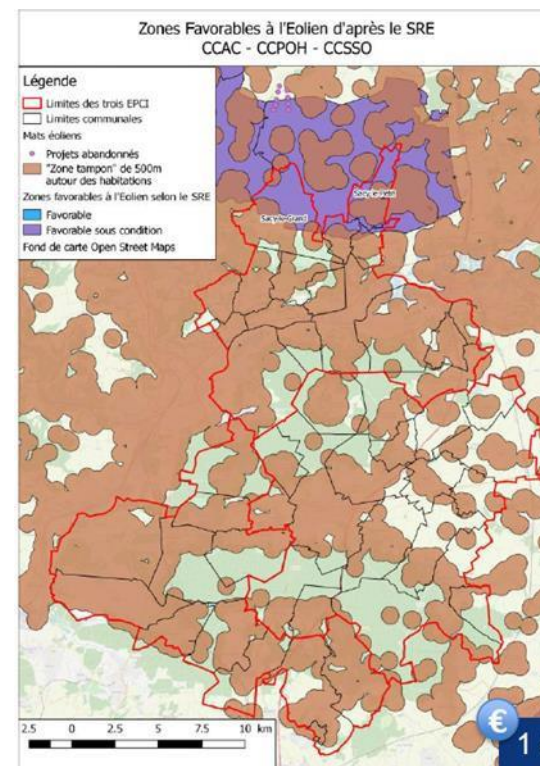 Zones Favorables à l'Eolien d'après le SRE
CCAC - CCPOH - CCSSO
Légende
Limites des trois EPCI
Limites communales
Mats éoliens
Projets abandonnés
"Zone tampon" de 500m
autour des habitations
Zones favorables à l'Eolien selon le SRE
Favorable
Favorable sous condition
Fond de carte Open Street Maps
Sacy-le-Petit
Sacy-le-Grand
2.5 0 2.5 5 7.5 10 km
€
1